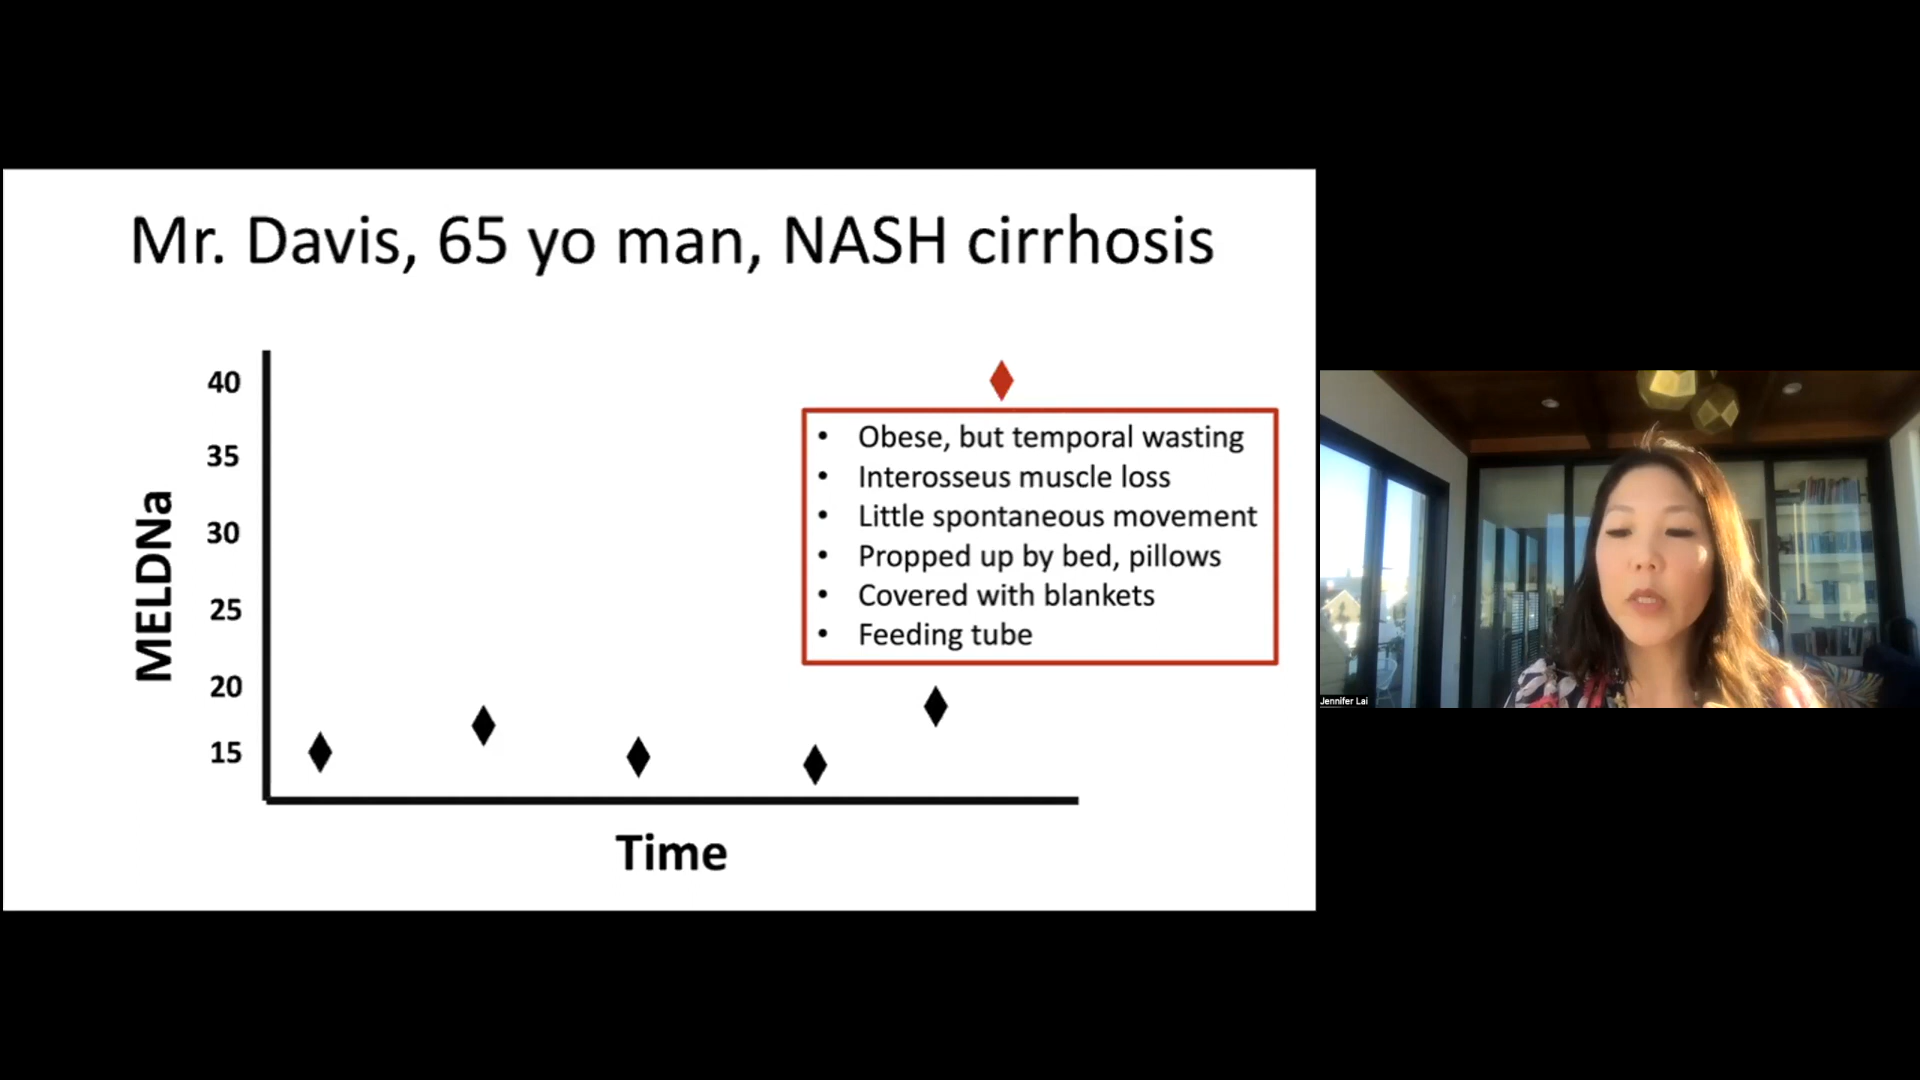 Mr. Davis, 65 yo man, NASH cirrhosis
MELDNa
40
35
30
25
20
15
• Obese, but temporal wasting
• Interosseus muscle loss
• Little spontaneous movement
• Propped up by bed, pillows
• Covered with blankets
• Feeding tube
Time
Jennifer Lai